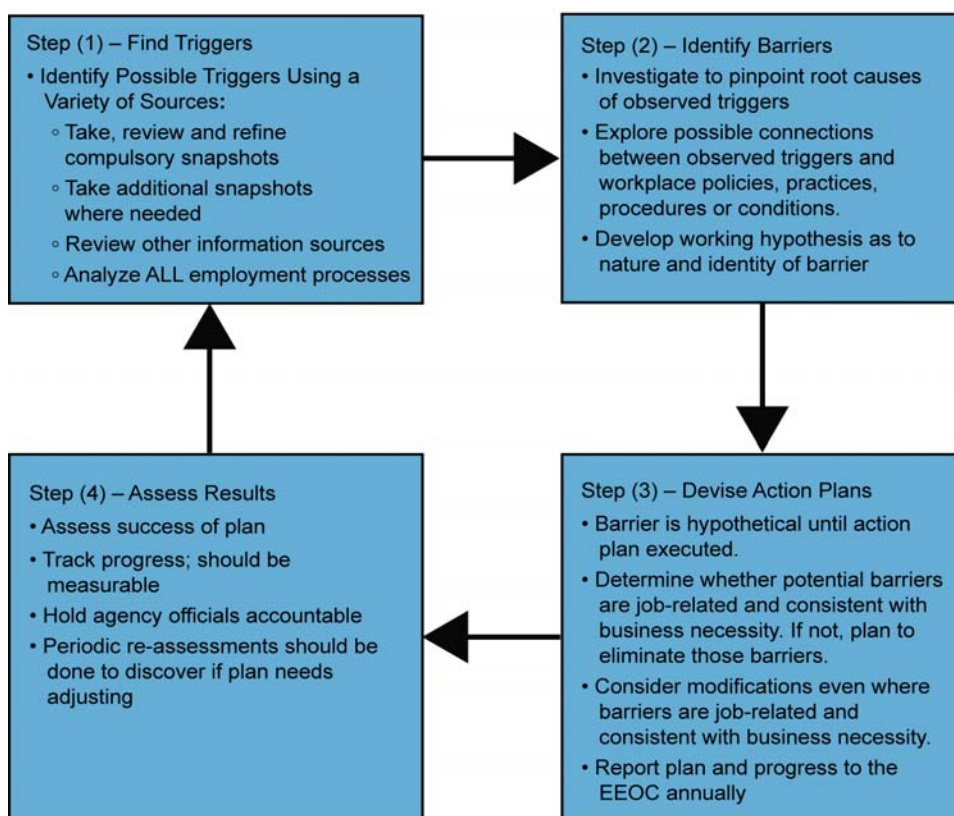 Step (1) – Find Triggers
• Identify Possible Triggers Using a
Variety of Sources:
○ Take, review and refine
compulsory snapshots
○ Take additional snapshots
where needed
○ Review other information sources
○ Analyze ALL employment processes
Step (2) – Identify Barriers
• Investigate to pinpoint root causes
of observed triggers
• Explore possible connections
between observed triggers and
workplace policies, practices,
procedures or conditions.
• Develop working hypothesis as to
nature and identity of barrier
Step (3) – Devise Action Plans
• Barrier is hypothetical until action
plan executed.
• Determine whether potential barriers
are job-related and consistent with
business necessity. If not, plan to
eliminate those barriers.
• Consider modifications even where
barriers are job-related and
consistent with business necessity.
• Report plan and progress to the
EEOC annually
Step (4) – Assess Results
• Assess success of plan
• Track progress; should be
measurable
• Hold agency officials accountable
• Periodic re-assessments should be
done to discover if plan needs
adjusting